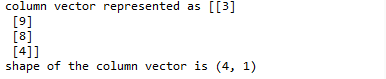 column vector represented as [[3]
[9]
[8]
[4]]
shape of the column vector is (4, 1)